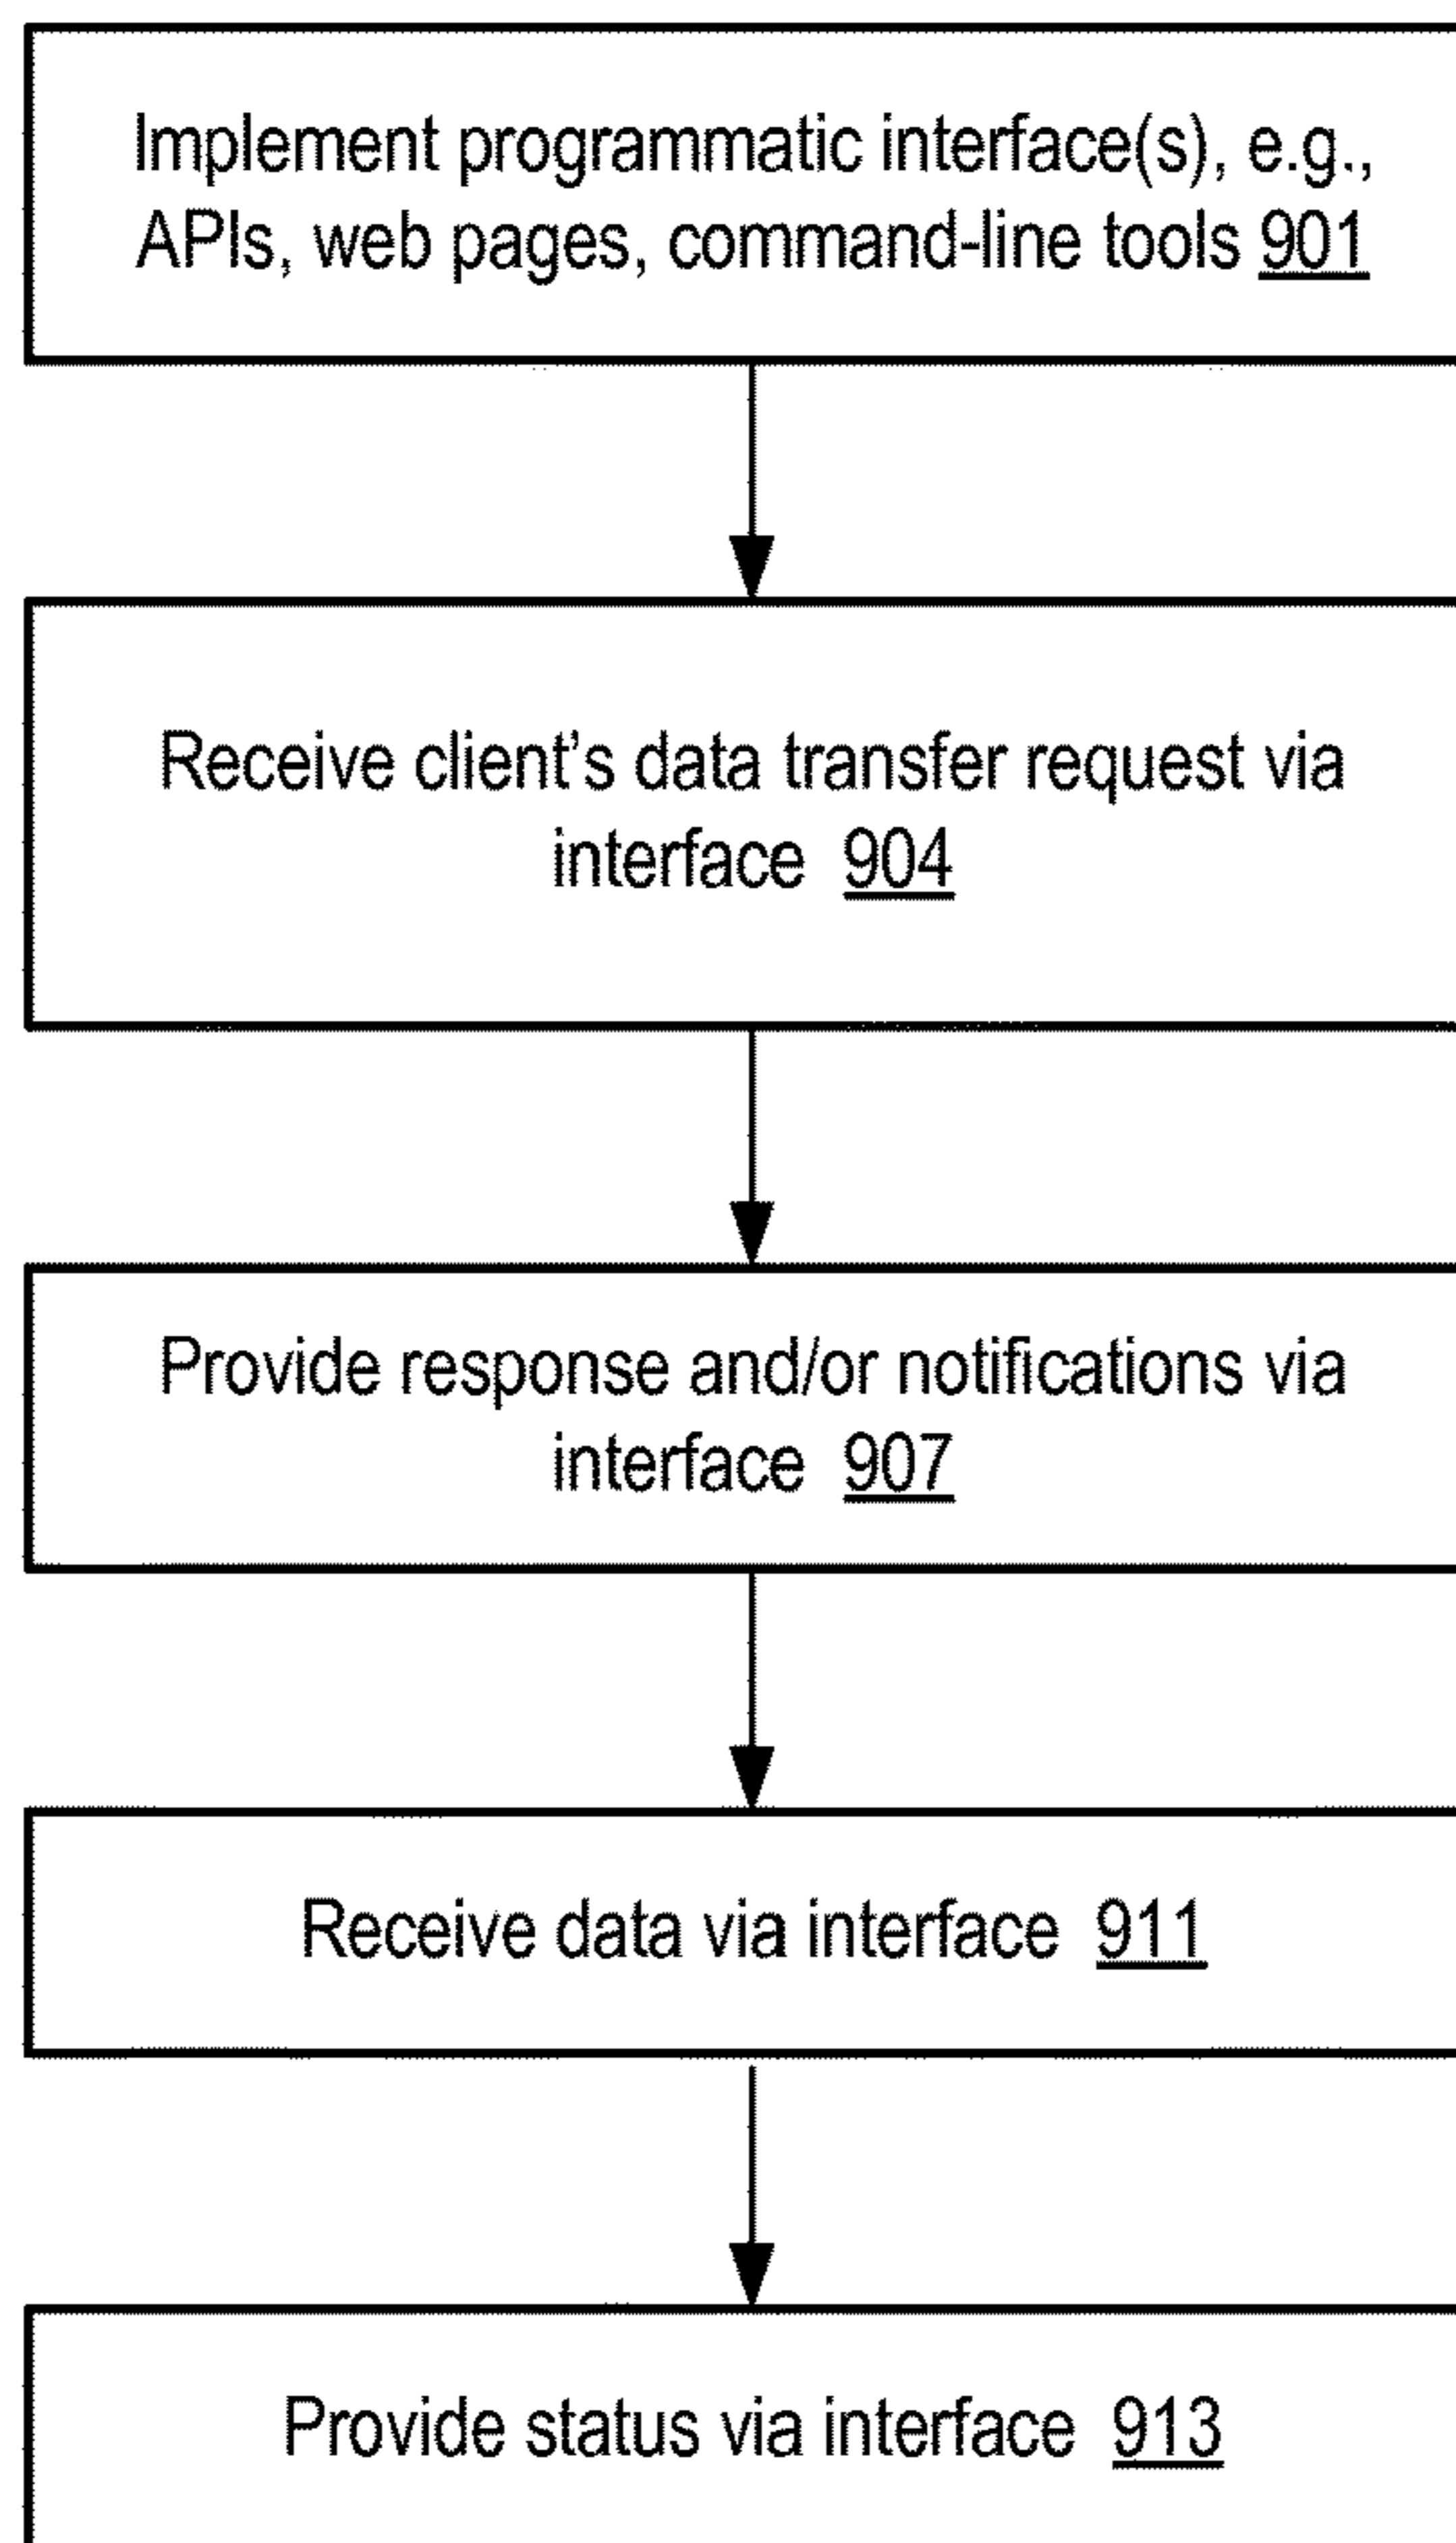 Implement programmatic interface(s), e.g.,
APIs, web pages, command-line tools 901
Receive client's data transfer request via
interface 904
Provide response and/or notifications via
interface 907
Receive data via interface 911
Provide status via interface 913